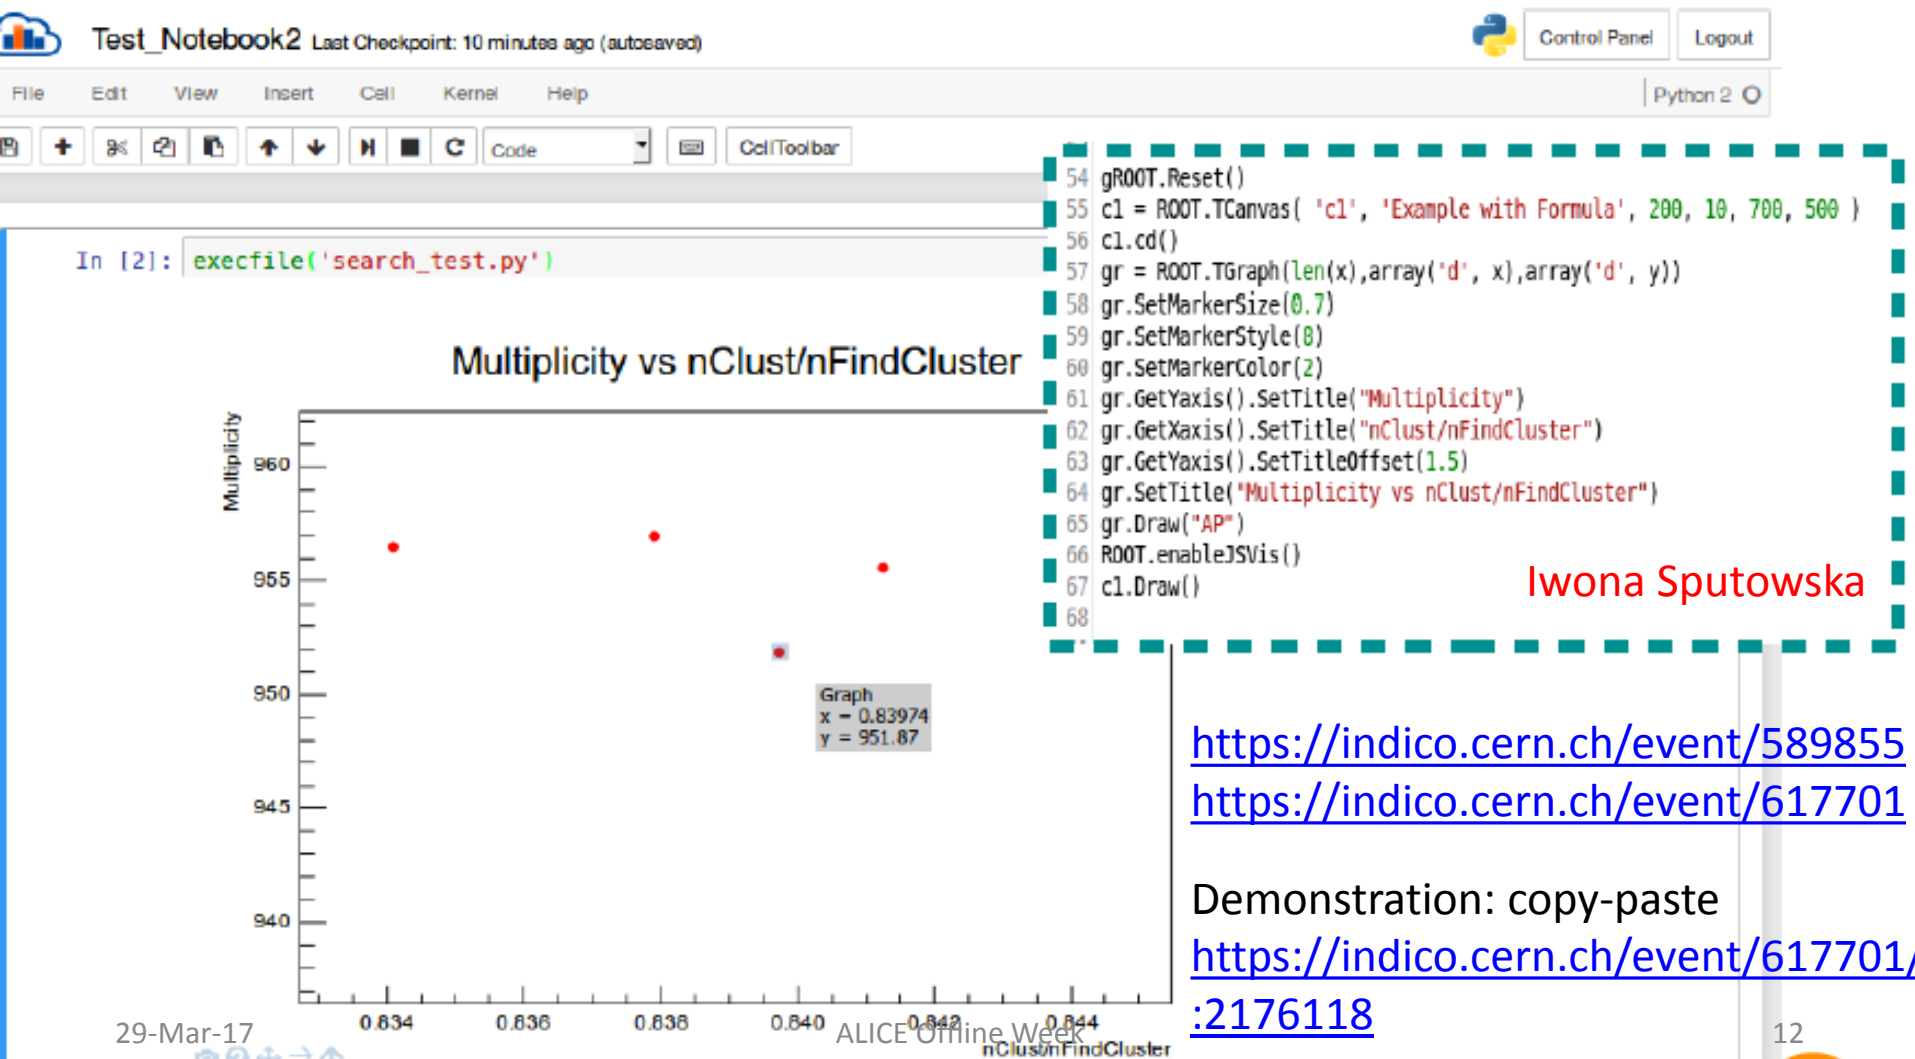 Test_Notebook2 Last Checkpoint: 10 minutes ago (autosaved)
Control Panel
Logout
File Edit View Insert Cell Kernel Help
Python 2
Code
CellToolbar
In [2]: execfile('search_test.py')
54 gROOT.Reset()
55 c1 = ROOT.TCanvas( 'c1', 'Example with Formula', 200, 10, 700, 500 )
56 c1.cd()
57 gr = ROOT.TGraph(len(x),array('d', x),array('d', y))
58 gr.SetMarkerSize(0.7)
59 gr.SetMarkerStyle(8)
60 gr.SetMarkerColor(2)
61 gr.GetYaxis().SetTitle("Multiplicity")
62 gr.GetXaxis().SetTitle("nClust/nFindCluster")
63 gr.GetYaxis().SetTitleOffset(1.5)
64 gr.SetTitle("Multiplicity vs nClust/nFindCluster")
65 gr.Draw("AP")
66 ROOT.enableJSVis()
67 c1.Draw()
68
Iwona Sputowska
Multiplicity vs nClust/nFindCluster
Multiplicity
960
955
950
945
940
Graph
x = 0.83974
y = 951.87
0.834 0.836 0.838 0.840 0.842 0.844
nClust/nFindCluster
https://indico.cern.ch/event/589855
https://indico.cern.ch/event/617701
Demonstration: copy-paste
https://indico.cern.ch/event/617701/
:2176118
29-Mar-17
ALICE Offline Week
12